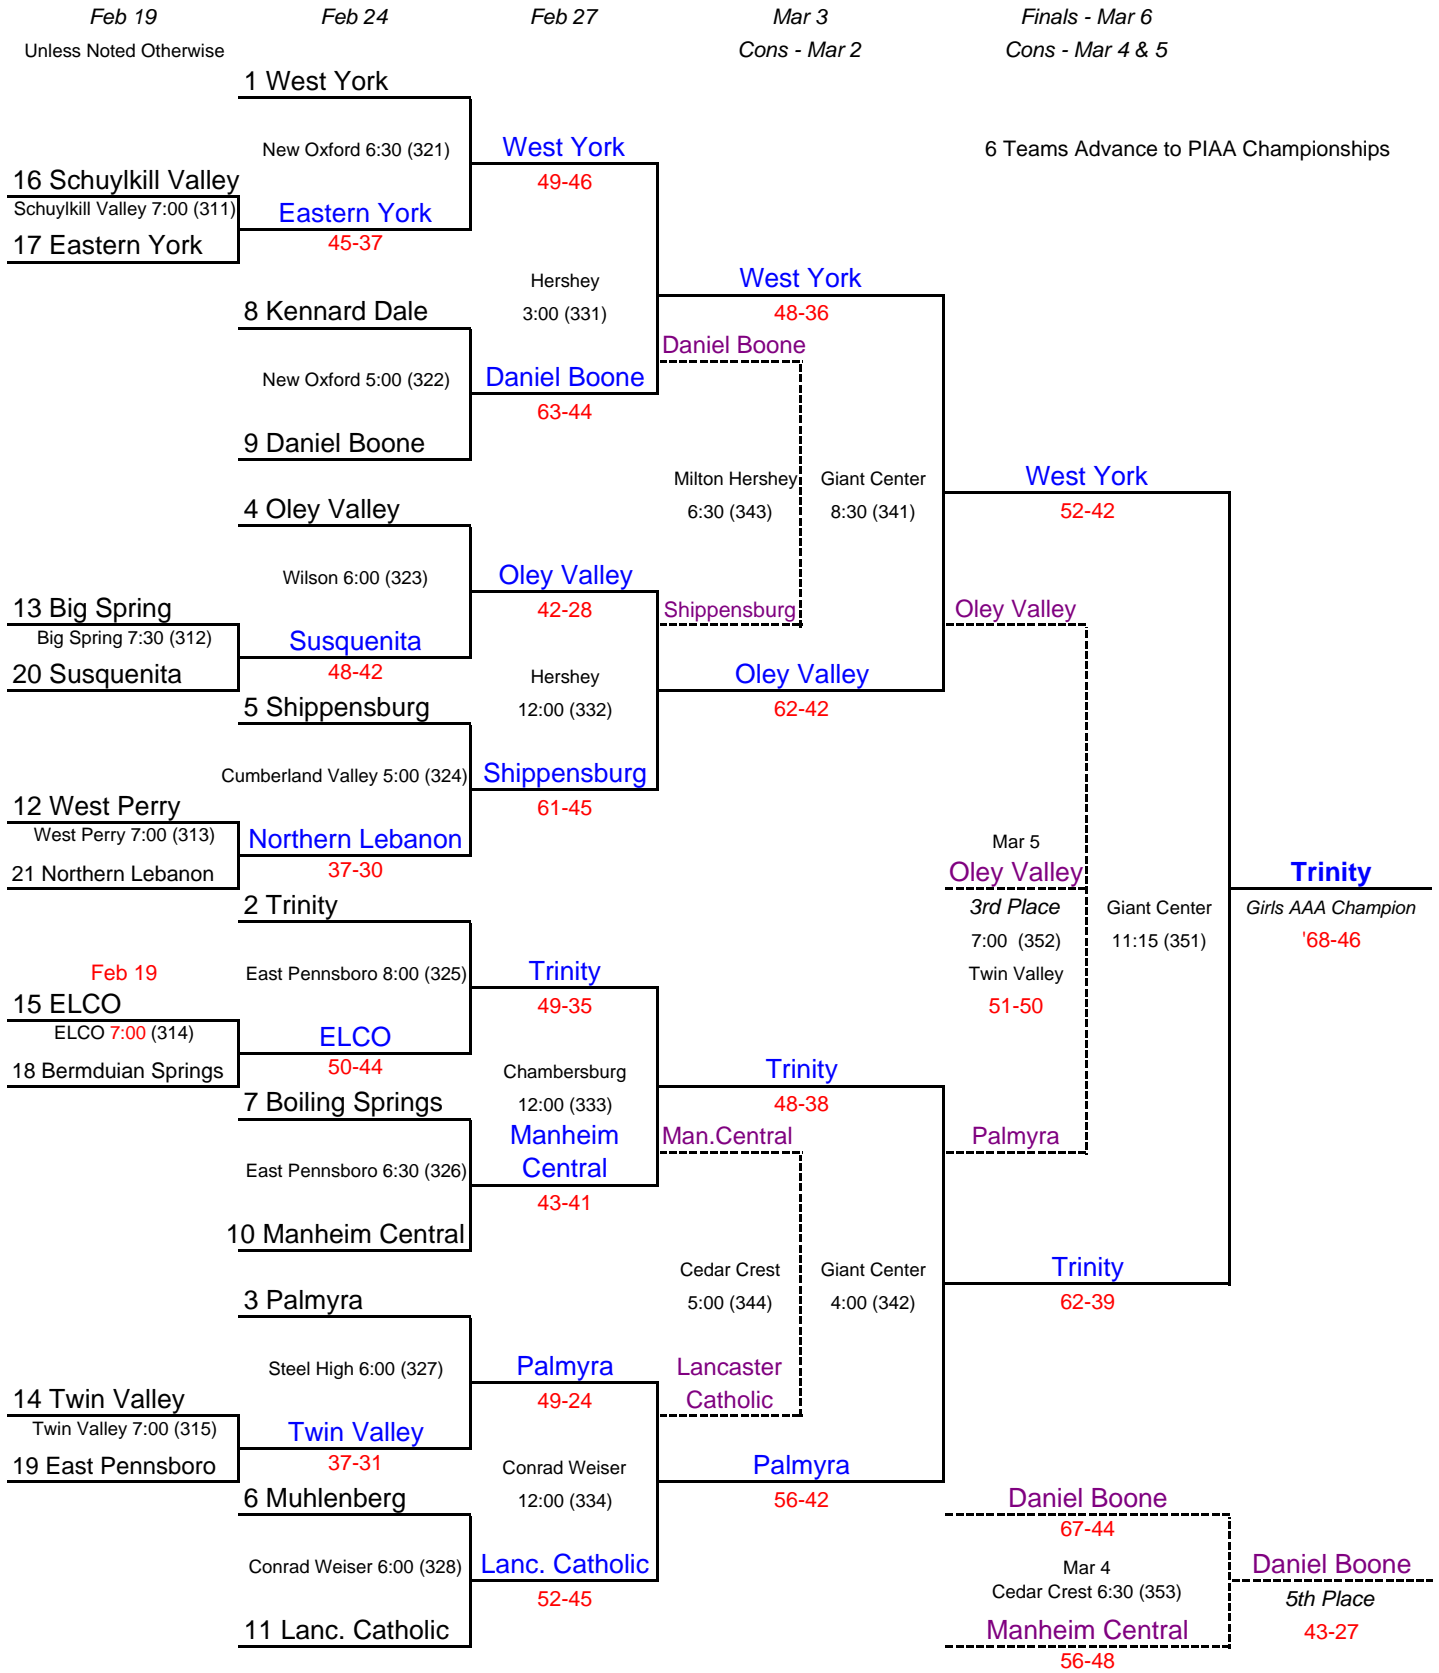 Feb 19
Feb 24
Feb 27
Mar 3
Finals - Mar 6
Unless Noted Otherwise
Cons - Mar 2
Cons - Mar 4 & 5
1 West York
New Oxford 6:30 (321)
West York
6 Teams Advance to PIAA Championships
49-46
16 Schuylkill Valley
Schuylkill Valley 7:00 (311)
Eastern York
17 Eastern York
45-37
Hershey
West York
8 Kennard Dale
3:00 (331)
48-36
Daniel Boone
New Oxford 5:00 (322)
Daniel Boone
63-44
9 Daniel Boone
Milton Hershey
Giant Center
West York
4 Oley Valley
6:30 (343)
8:30 (341)
52-42
Wilson 6:00 (323)
Oley Valley
13 Big Spring
42-28
Shippensburg
Oley Valley
Big Spring 7:30 (312)
Susquenita
20 Susquenita
48-42
Hershey
Oley Valley
5 Shippensburg
12:00 (332)
62-42
Cumberland Valley 5:00 (324)
Shippensburg
12 West Perry
61-45
West Perry 7:00 (313)
Northern Lebanon
Mar 5
21 Northern Lebanon
37-30
Oley Valley
Trinity
2 Trinity
3rd Place
Giant Center
Girls AAA Champion
7:00 (352)
11:15 (351)
'68-46
Feb 19
East Pennsboro 8:00 (325)
Trinity
Twin Valley
15 ELCO
49-35
51-50
ELCO 7:00 (314)
ELCO
18 Bermduian Springs
50-44
Chambersburg
Trinity
7 Boiling Springs
12:00 (333)
48-38
Manheim
Man.Central
Palmyra
East Pennsboro 6:30 (326)
Central
43-41
10 Manheim Central
Cedar Crest
Giant Center
Trinity
3 Palmyra
5:00 (344)
4:00 (342)
62-39
Steel High 6:00 (327)
Palmyra
Lancaster
14 Twin Valley
49-24
Catholic
Twin Valley 7:00 (315)
Twin Valley
19 East Pennsboro
37-31
Conrad Weiser
Palmyra
6 Muhlenberg
12:00 (334)
56-42
Daniel Boone
67-44
Conrad Weiser 6:00 (328)
Lanc. Catholic
Mar 4
Daniel Boone
52-45
Cedar Crest 6:30 (353)
5th Place
11 Lanc. Catholic
Manheim Central
43-27
56-48